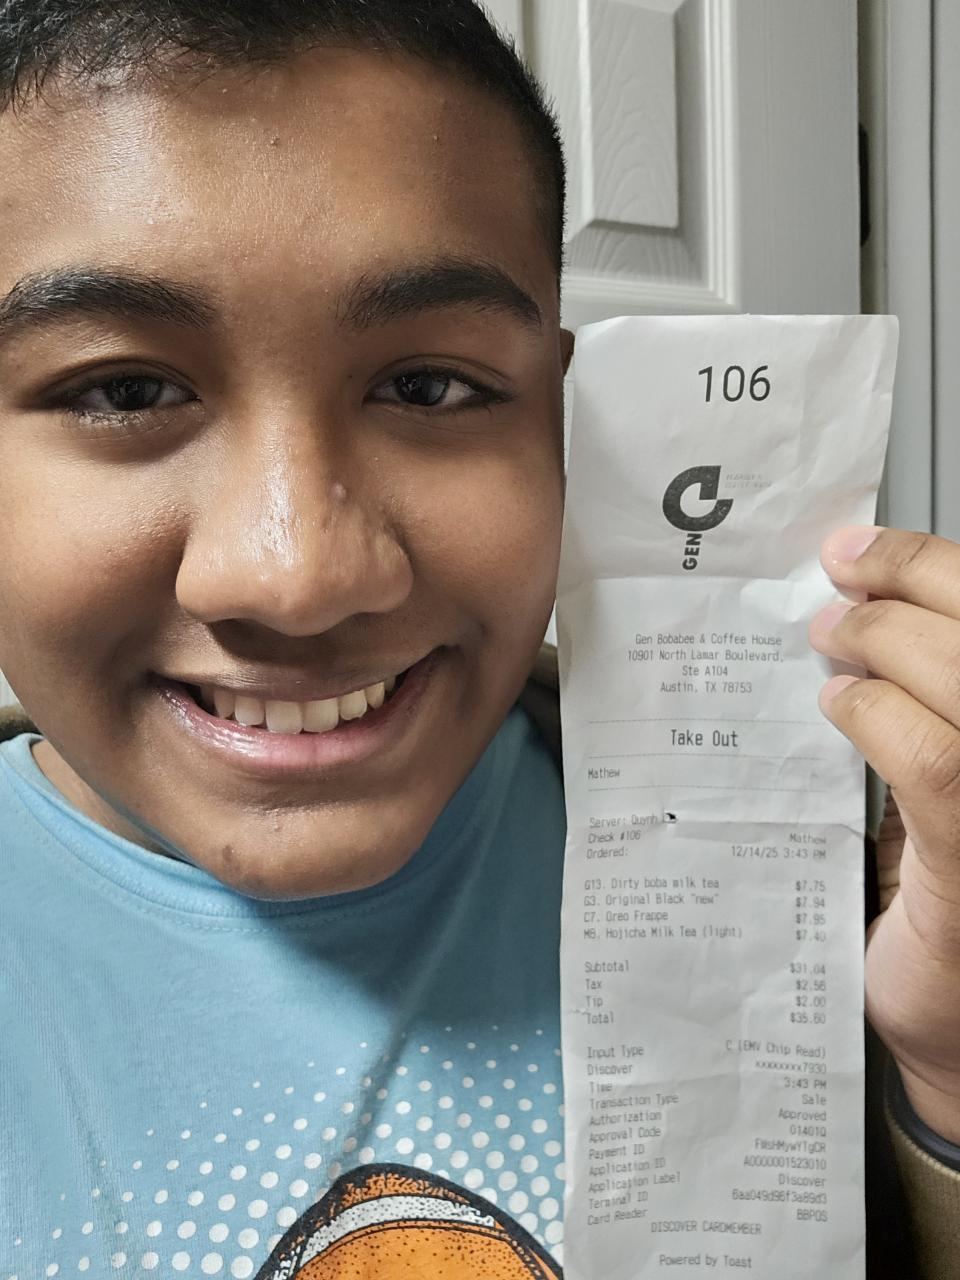 106
GEN
Gen Bobabee & Coffee House
10901 North Lamar Boulevard,
Ste A104
Austin, TX 78753
Take Out
Mathew
Server: Quynh
Check #106 Mathew
Ordered: 12/14/25 3:43 PM
G13. Dirty boba milk tea $7.75
G3. Original Black "new" $7.94
C7. Oreo Frappe $7.95
M8. Hojicha Milk Tea (light) $7.40
Subtotal $31.04
Tax $2.56
Tip $2.00
Total $35.60
Input Type C (EMV Chip Read)
Discover xxxxxxxx7930
Time 3:43 PM
Transaction Type Sale
Authorization Approved
Approval Code 01401Q
Payment ID
Application ID A0000001523010
Application Label Discover
Terminal ID 6aa049d96f3a89d3
Card Reader BBPOS
DISCOVER CARDMEMBER
Powered by Toast